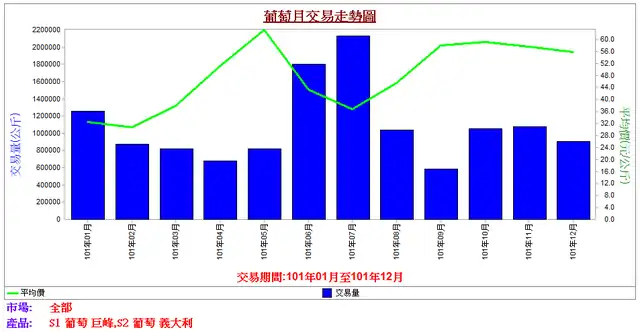 葡萄月交易走勢圖
交易量(公斤)
2200000
2000000
1800000
1600000
1400000
1200000
1000000
800000
600000
400000
200000
0
平均價(元/公斤)
60.0
56.0
52.0
48.0
44.0
40.0
36.0
32.0
28.0
24.0
20.0
16.0
12.0
8.0
4.0
0.0
101年01月
101年02月
101年03月
101年04月
101年05月
101年06月
101年07月
101年08月
101年09月
101年10月
101年11月
101年12月
交易期間:101年01月至101年12月
平均價
交易量
市場: 全部
產品: S1 葡萄 巨峰,S2 葡萄 義大利